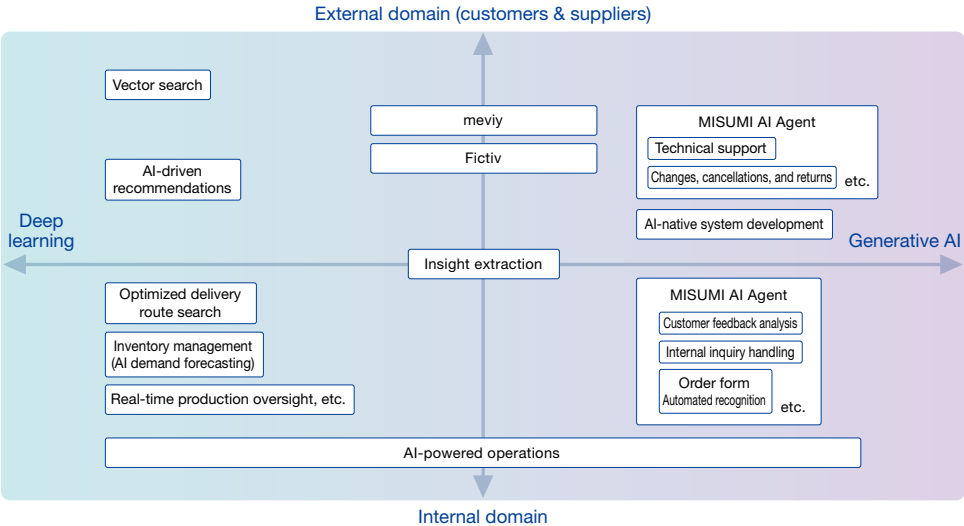 External domain (customers & suppliers)
Vector search
meviy
Fictiv
MISUMI AI Agent
Technical support
Changes, cancellations, and returns
etc.
AI-driven
recommendations
AI-native system development
Deep
learning
Generative AI
Insight extraction
Optimized delivery
route search
Inventory management
(AI demand forecasting)
Real-time production oversight, etc.
MISUMI AI Agent
Customer feedback analysis
Internal inquiry handling
Order form
Automated recognition
etc.
AI-powered operations
Internal domain